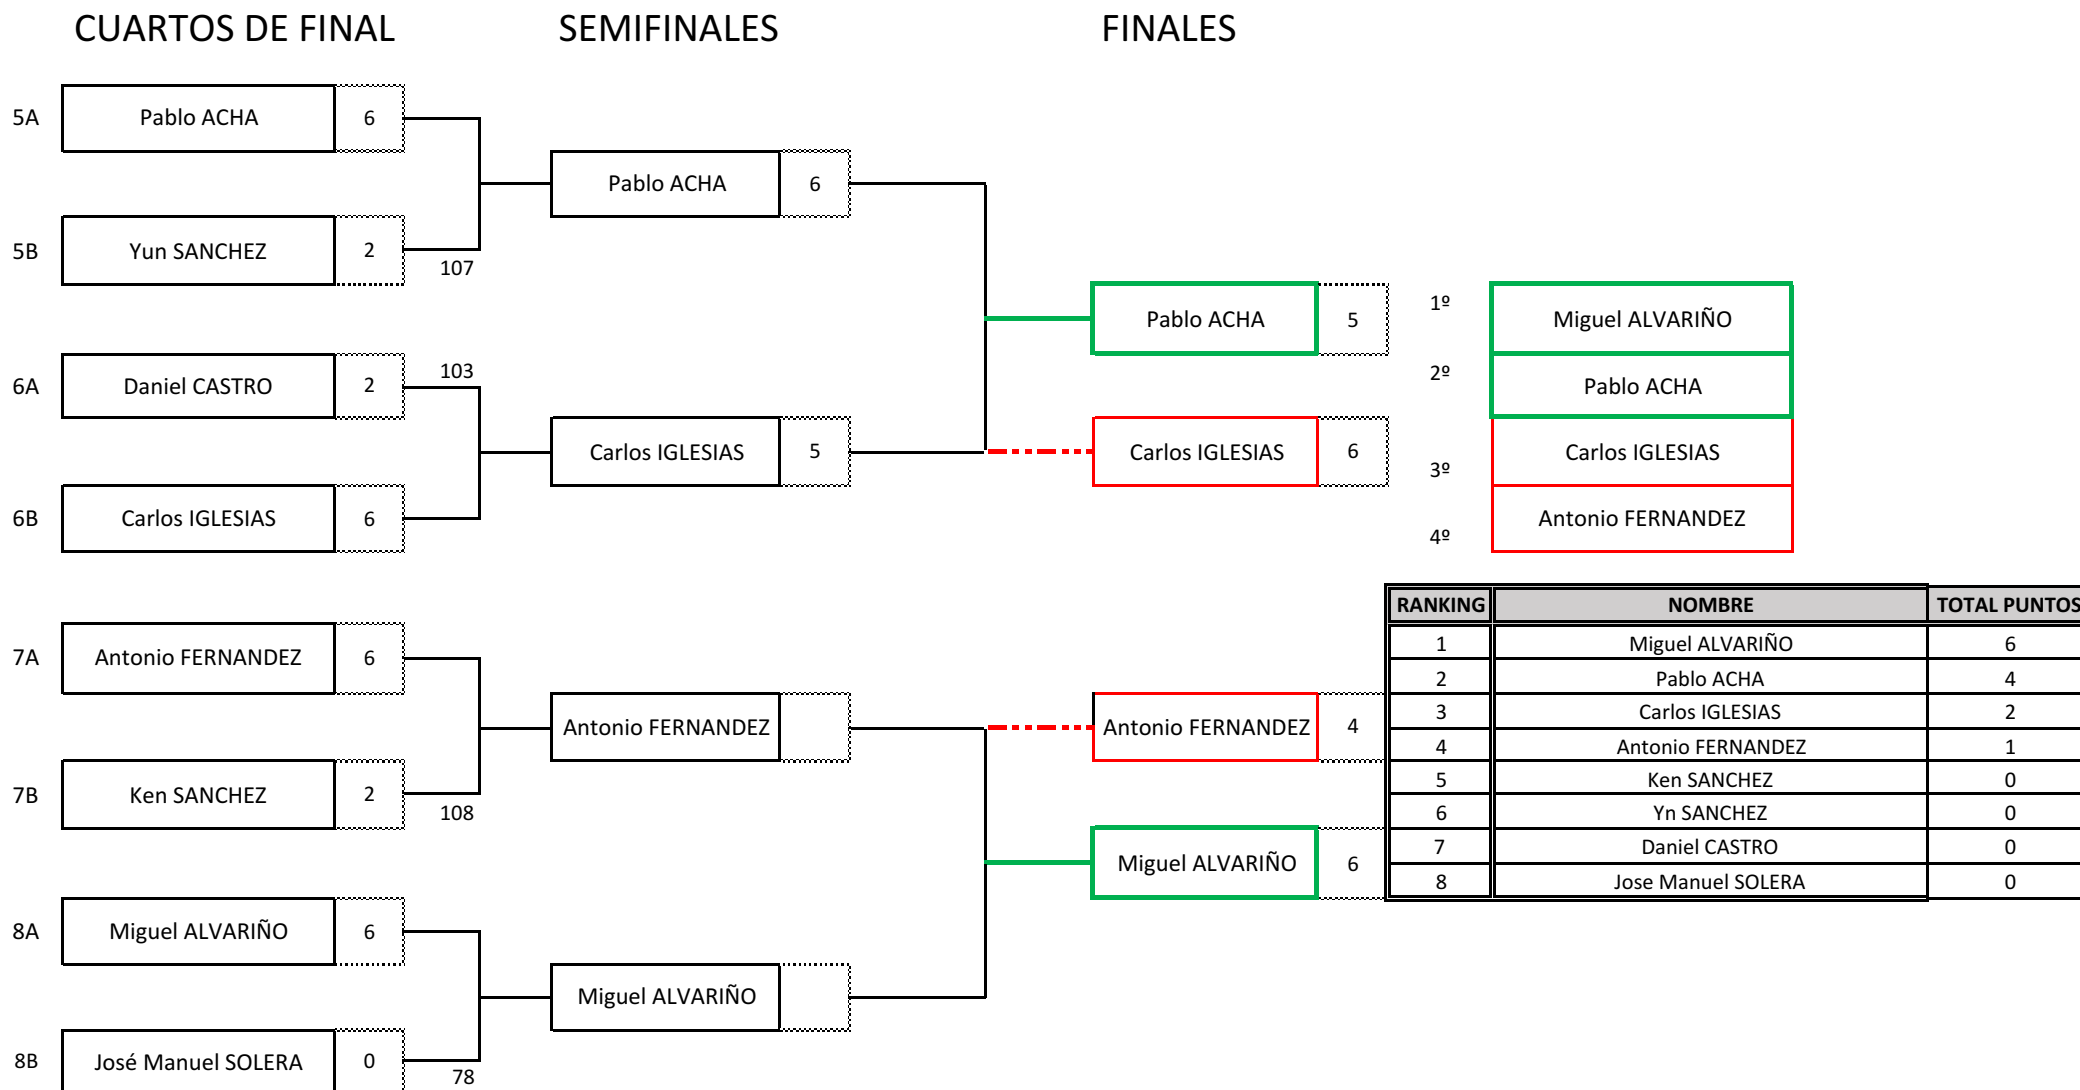 CUARTOS DE FINAL SEMIFINALES FINALES
5A Pablo ACHA 6
Pablo ACHA 6
5B Yun SANCHEZ 2
107
Pablo ACHA 5 1º Miguel ALVARIÑO
6A Daniel CASTRO 2 103
2º Pablo ACHA
Carlos IGLESIAS 5 Carlos IGLESIAS 6 3º Carlos IGLESIAS
6B Carlos IGLESIAS 6
4º Antonio FERNANDEZ
RANKING NOMBRE TOTAL PUNTOS
1 Miguel ALVARIÑO 6
2 Pablo ACHA 4
3 Carlos IGLESIAS 2
4 Antonio FERNANDEZ 1
5 Ken SANCHEZ 0
6 Yn SANCHEZ 0
7 Daniel CASTRO 0
8 Jose Manuel SOLERA 0
7A Antonio FERNANDEZ 6
Antonio FERNANDEZ Antonio FERNANDEZ 4
7B Ken SANCHEZ 2
108
Miguel ALVARIÑO 6
8A Miguel ALVARIÑO 6
Miguel ALVARIÑO
8B José Manuel SOLERA 0
78